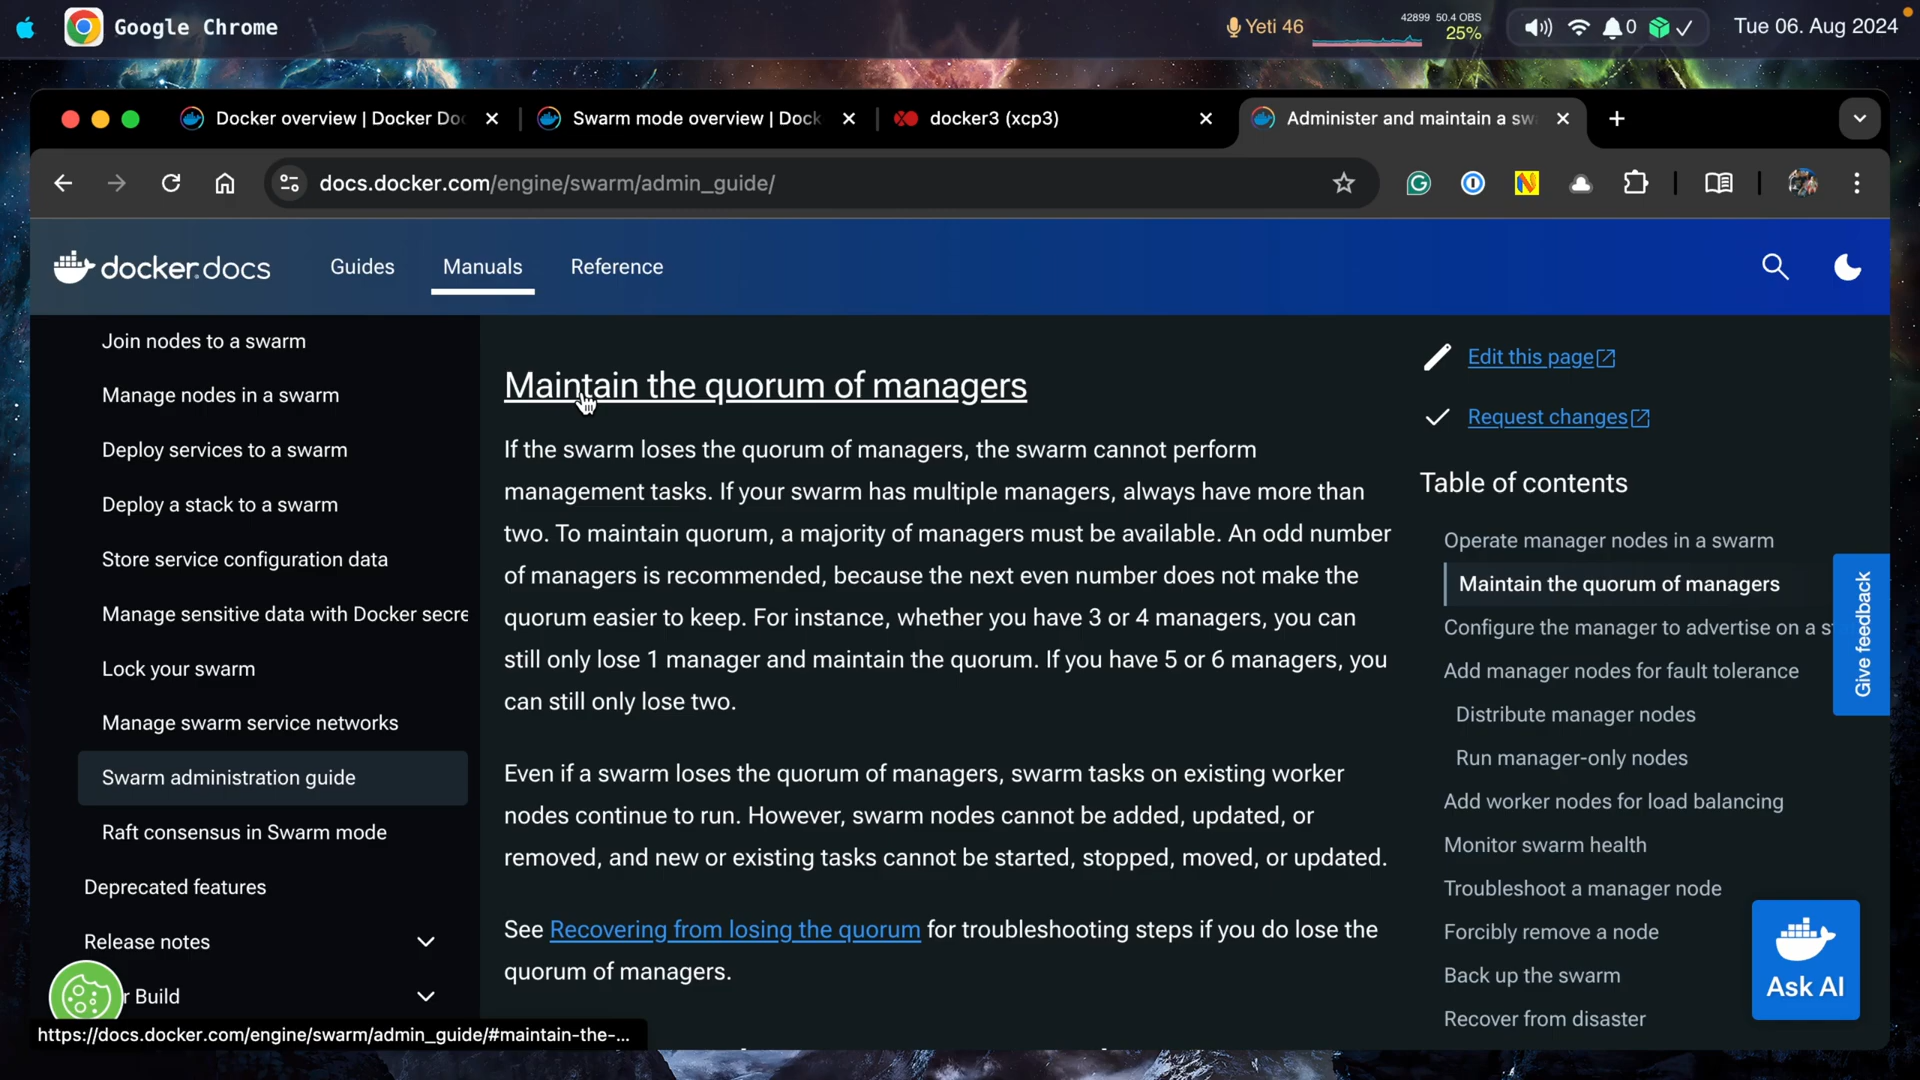 Google Chrome
Yeti 46
42899 50.4 OBS
25%
0
Tue 06. Aug 2024
Docker overview | Docker Doc
Swarm mode overview | Dock
docker3 (xcp3)
Administer and maintain a sw
docs.docker.com/engine/swarm/admin_guide/
docker.docs
Guides
Manuals
Reference
Join nodes to a swarm
Manage nodes in a swarm
Deploy services to a swarm
Deploy a stack to a swarm
Store service configuration data
Manage sensitive data with Docker secre
Lock your swarm
Manage swarm service networks
Swarm administration guide
Raft consensus in Swarm mode
Deprecated features
Release notes
r Build
https://docs.docker.com/engine/swarm/admin_guide/#maintain-the-...
Maintain the quorum of managers
If the swarm loses the quorum of managers, the swarm cannot perform
management tasks. If your swarm has multiple managers, always have more than
two. To maintain quorum, a majority of managers must be available. An odd number
of managers is recommended, because the next even number does not make the
quorum easier to keep. For instance, whether you have 3 or 4 managers, you can
still only lose 1 manager and maintain the quorum. If you have 5 or 6 managers, you
can still only lose two.
Even if a swarm loses the quorum of managers, swarm tasks on existing worker
nodes continue to run. However, swarm nodes cannot be added, updated, or
removed, and new or existing tasks cannot be started, stopped, moved, or updated.
See Recovering from losing the quorum for troubleshooting steps if you do lose the
quorum of managers.
Edit this page
Request changes
Table of contents
Operate manager nodes in a swarm
Maintain the quorum of managers
Configure the manager to advertise on a s
Add manager nodes for fault tolerance
Distribute manager nodes
Run manager-only nodes
Add worker nodes for load balancing
Monitor swarm health
Troubleshoot a manager node
Forcibly remove a node
Back up the swarm
Recover from disaster
Give feedback
Ask AI